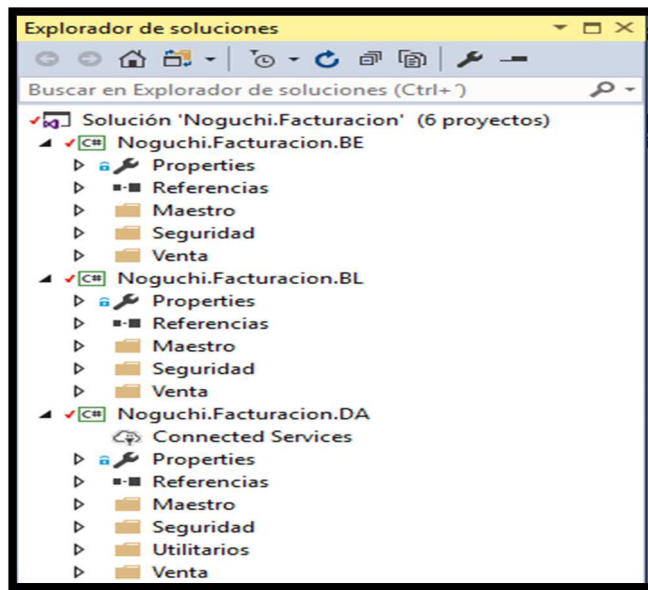 Explorador de soluciones
Buscar en Explorador de soluciones (Ctrl+´)
Solución 'Noguchi.Facturacion' (6 proyectos)
C# Noguchi.Facturacion.BE
Properties
Referencias
Maestro
Seguridad
Venta
C# Noguchi.Facturacion.BL
Properties
Referencias
Maestro
Seguridad
Venta
C# Noguchi.Facturacion.DA
Connected Services
Properties
Referencias
Maestro
Seguridad
Utilitarios
Venta